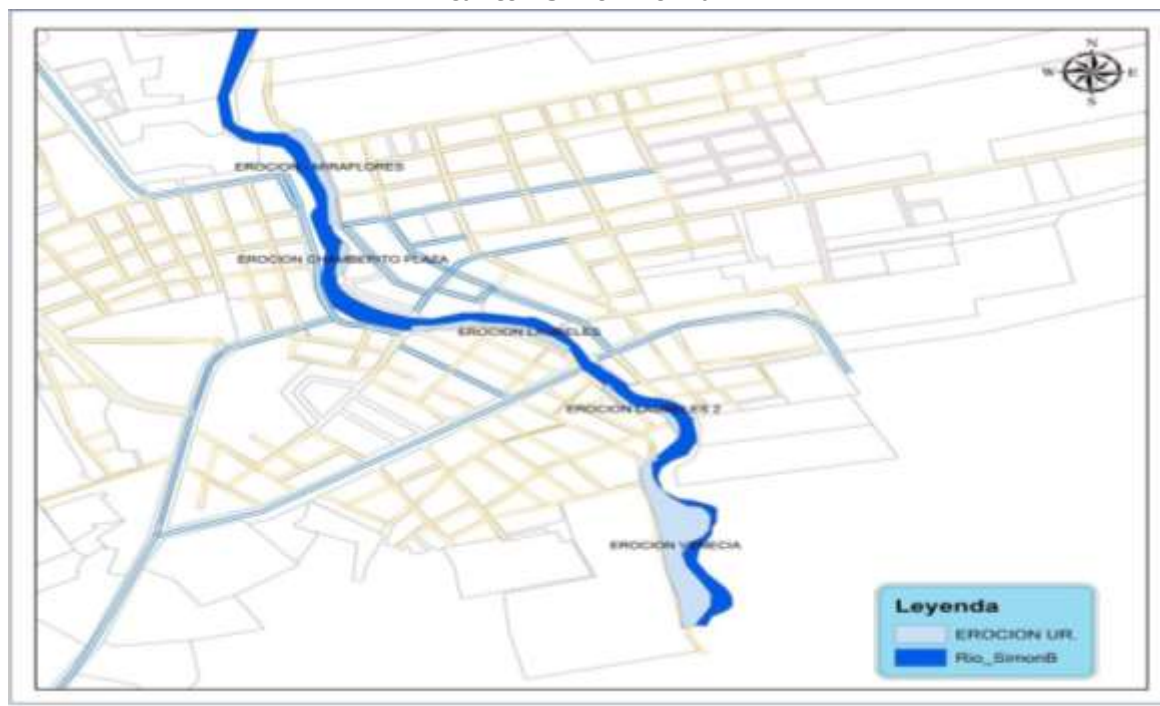 N
W E
S
EROCION MIRAFLORES
EROCION CHAMBERITO PLAZA
EROCION LAURELES
EROCION LAURELES 2
EROCION VENECIA
Leyenda
EROCION UR.
Rio_SimonB